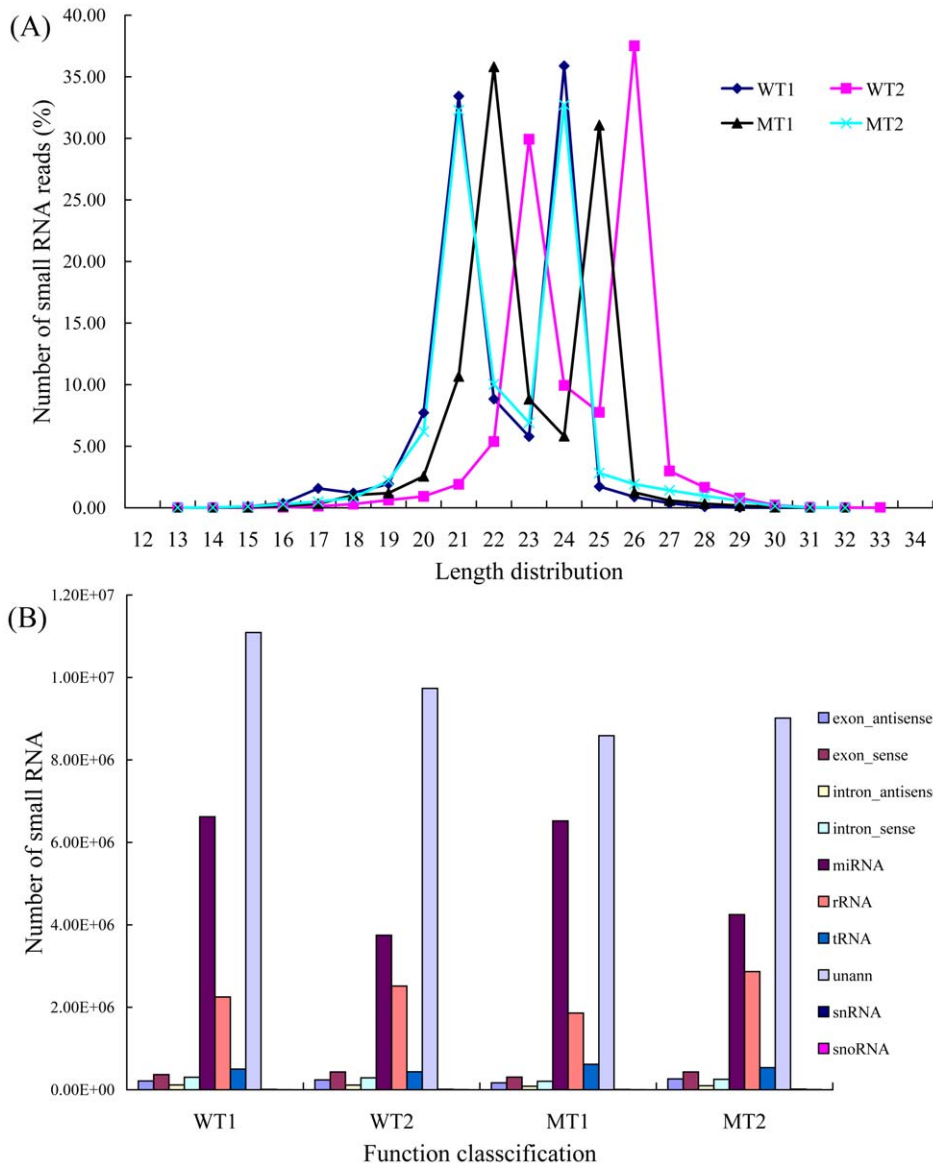 (A)
40.00
35.00
30.00
25.00
20.00
15.00
10.00
5.00
0.00
Number of small RNA reads (%)
WT1 WT2
MT1 MT2
12 13 14 15 16 17 18 19 20 21 22 23 24 25 26 27 28 29 30 31 32 33 34
Length distribution
(B)
1.20E+07
1.00E+07
8.00E+06
6.00E+06
4.00E+06
2.00E+06
0.00E+00
Number of small RNA
exon_antisense
exon_sense
intron_antisens
intron_sense
miRNA
rRNA
tRNA
unann
snRNA
snoRNA
WT1 WT2 MT1 MT2
Function classcification